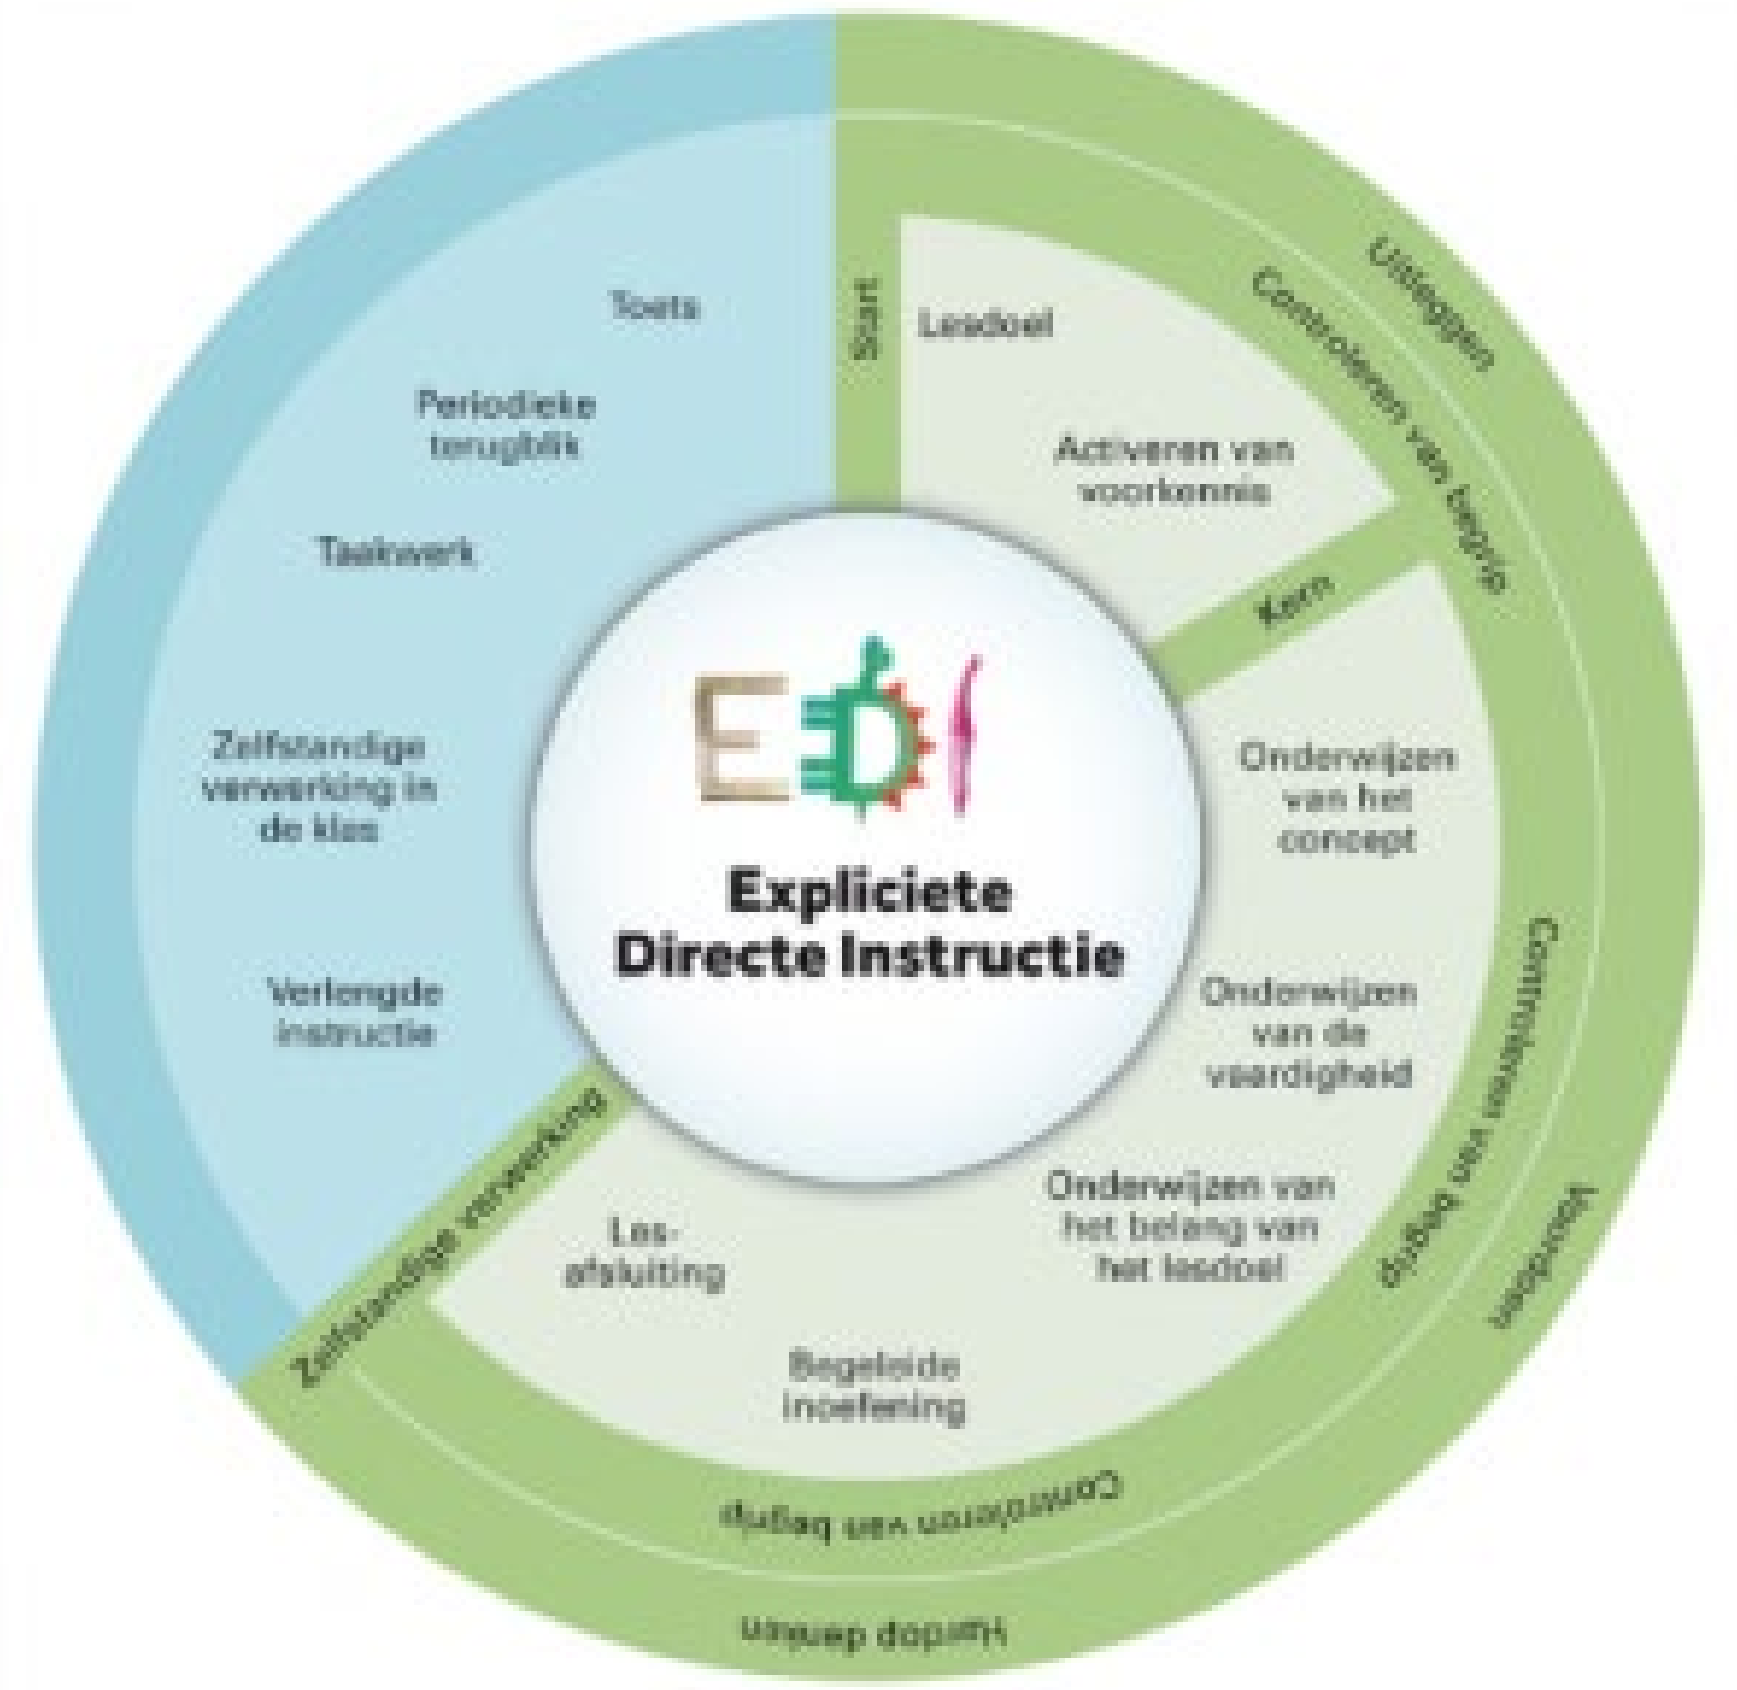 EDI
Expliciete
Directe Instructie
Start
Lesdoel
Activeren van
voorkennis
Kern
Onderwijzen
van het
concept
Onderwijzen
van de
vaardigheid
Onderwijzen van
het belang van
het lesdoel
Begeleide
inoefening
Les-
afsluiting
Zelfstandige verwerking
Verlengde
instructie
Zelfstandige
verwerking in
de klas
Taakwerk
Periodieke
terugblik
Toets
Controleren van begrip
Controleren van begrip
Controleren van begrip
Uitleggen
Voordoen
Hardop denken